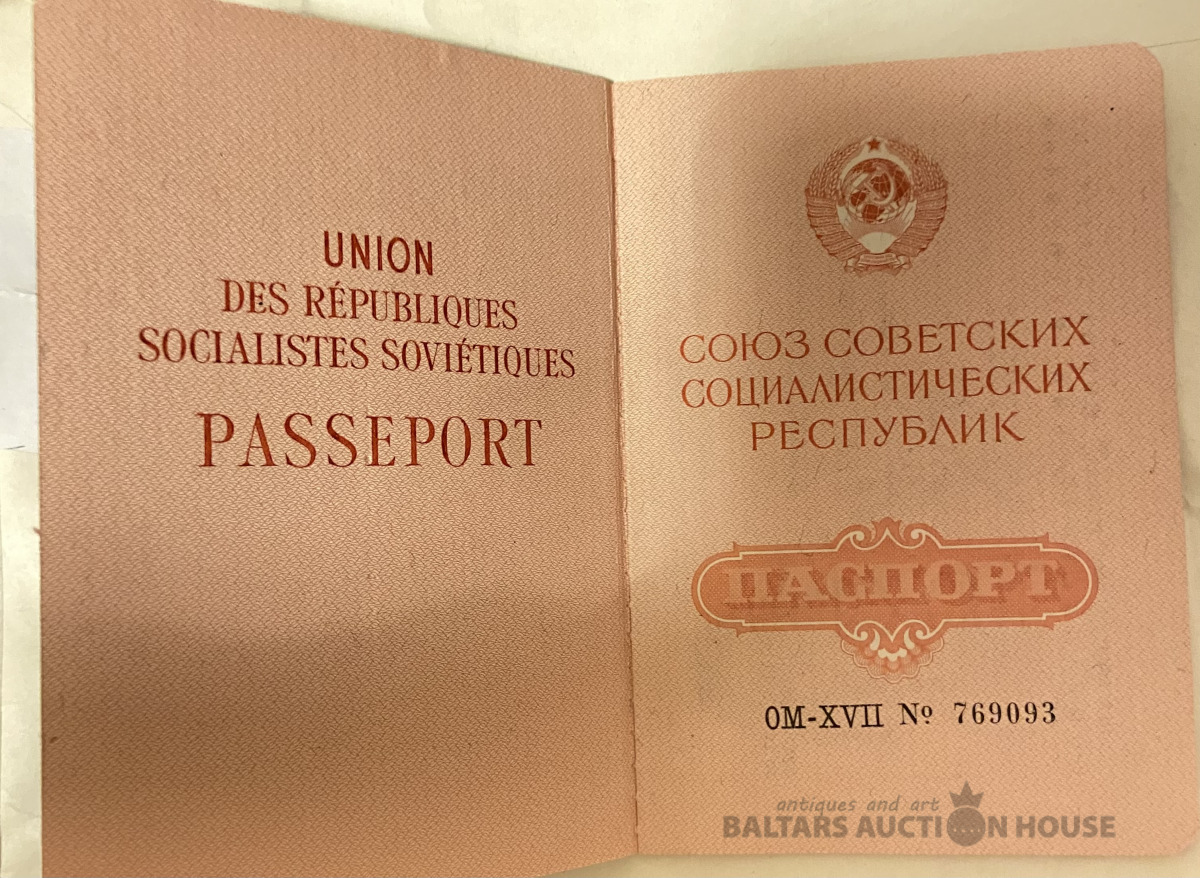 UNION
DES RÉPUBLIQUES
SOCIALISTES SOVIÉTIQUES
PASSEPORT
СОЮЗ СОВЕТСКИХ
СОЦИАЛИСТИЧЕСКИХ
РЕСПУБЛИК
ПАСПОРТ
ОМ-XVII № 769093
antiques and art
BALTARS AUCTION HOUSE